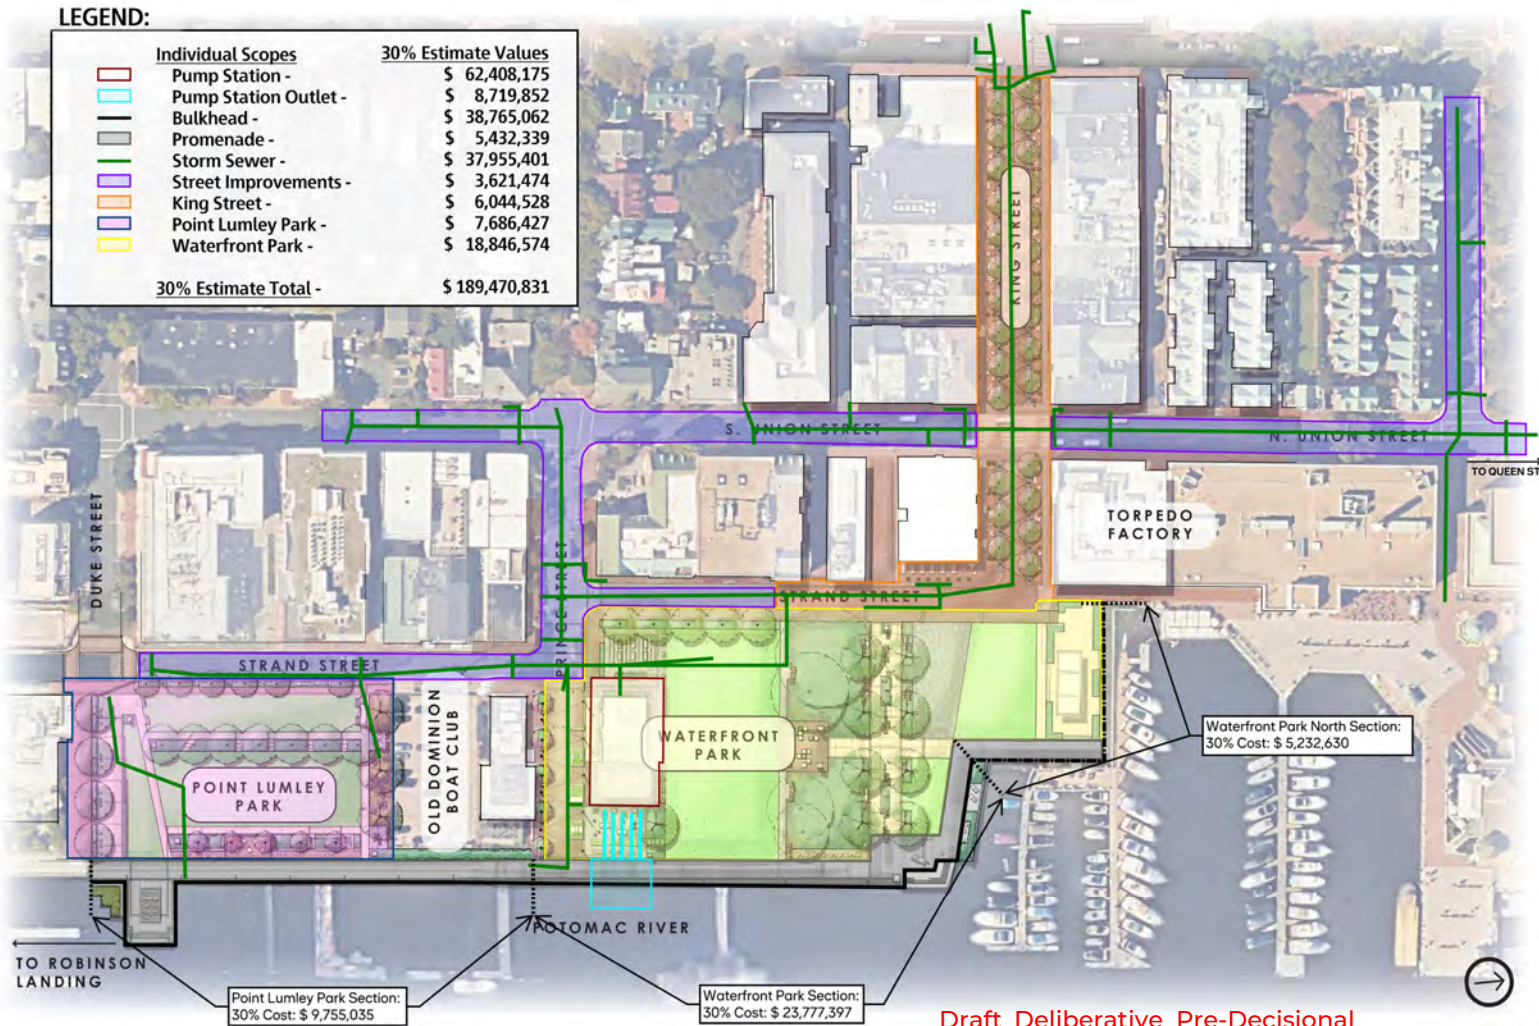 LEGEND:
Individual Scopes 30% Estimate Values
Pump Station - $ 62,408,175
Pump Station Outlet - $ 8,719,852
Bulkhead - $ 38,765,062
Promenade - $ 5,432,339
Storm Sewer - $ 37,955,401
Street Improvements - $ 3,621,474
King Street - $ 6,044,528
Point Lumley Park - $ 7,686,427
Waterfront Park - $ 18,846,574
30% Estimate Total - $ 189,470,831
KING STREET
S. UNION STREET
N. UNION STREET
TO QUEEN ST
DUKE STREET
PRINCE STREET
TORPEDO
FACTORY
STRAND STREET
STRAND STREET
OLD DOMINION
BOAT CLUB
WATERFRONT
PARK
POINT LUMLEY
PARK
Waterfront Park North Section:
30% Cost: $ 5,232,630
POTOMAC RIVER
TO ROBINSON
LANDING
Point Lumley Park Section:
30% Cost: $ 9,755,035
Waterfront Park Section:
30% Cost: $ 23,777,397
Draft, Deliberative, Pre-Decisional